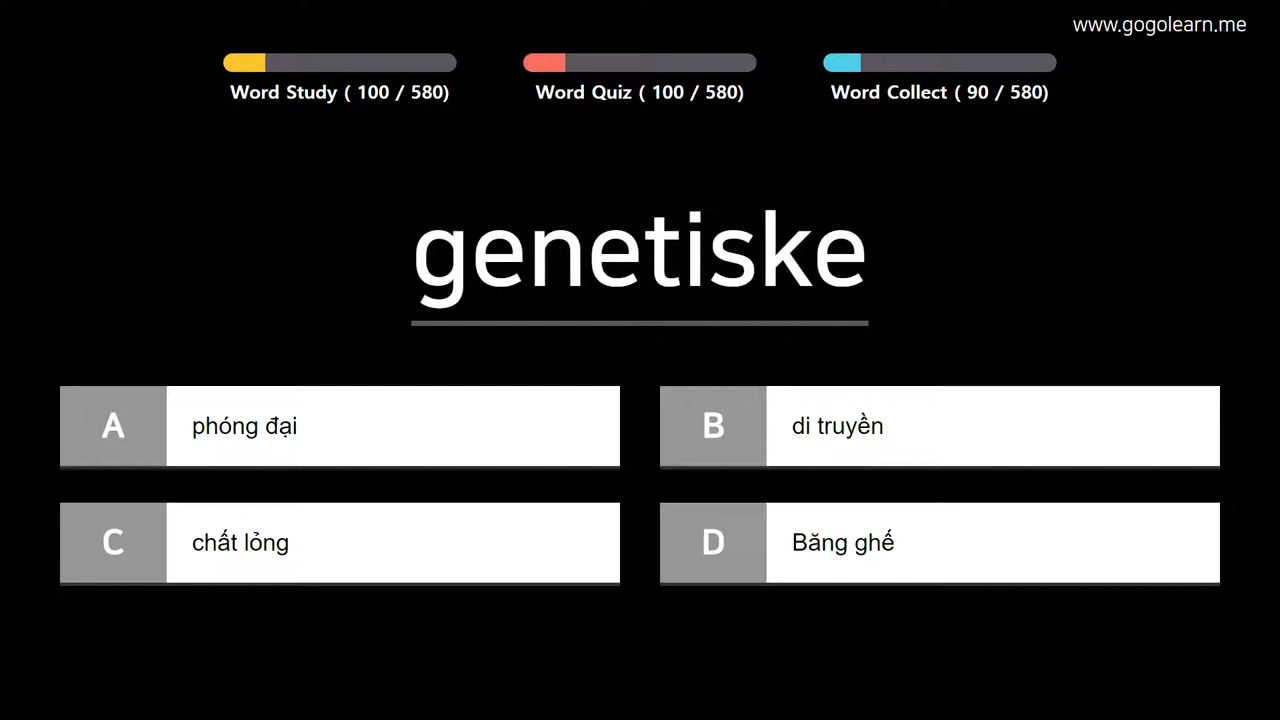 www.gogolearn.me
Word Study ( 100 / 580)
Word Quiz ( 100 / 580)
Word Collect ( 90 / 580)
genetiske
A phóng đại
B di truyền
C chất lỏng
D Băng ghế